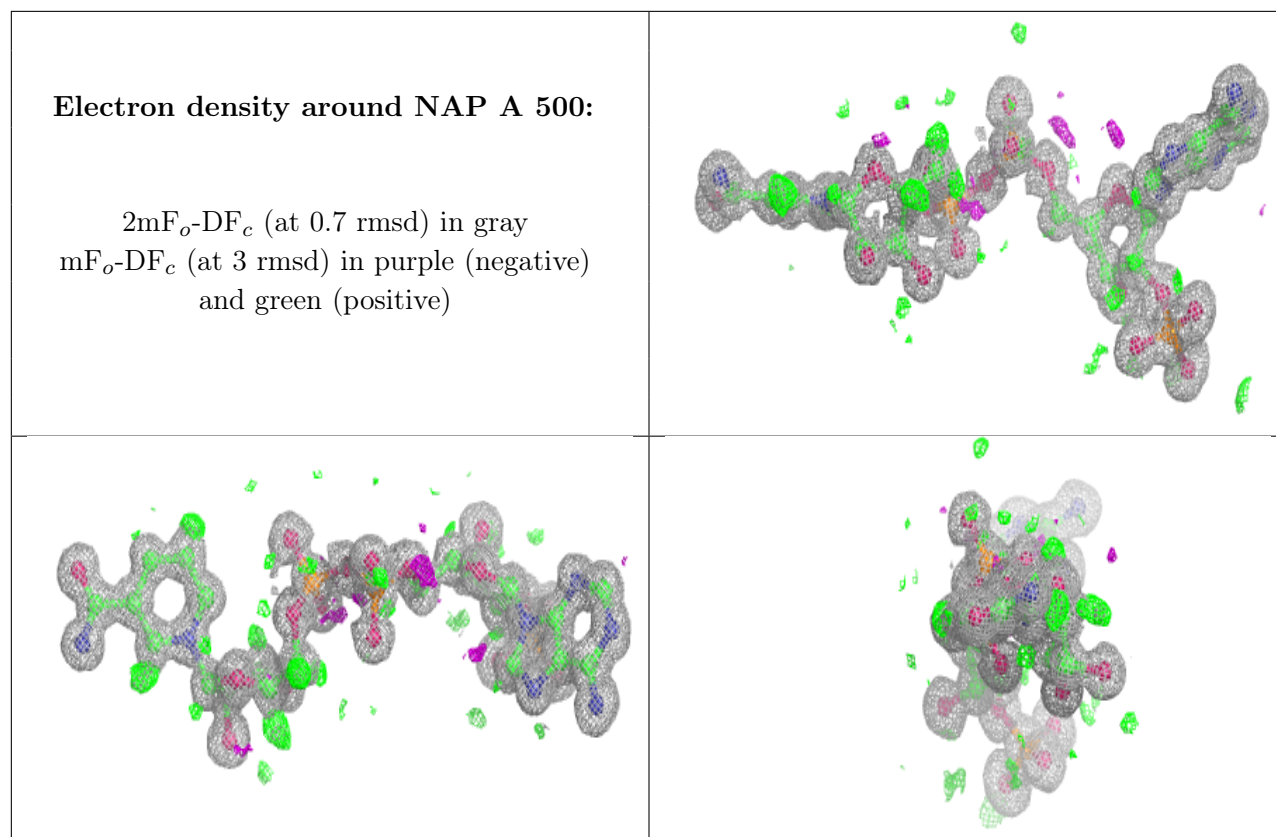 Electron density around NAP A 500:
2mFo-DFc (at 0.7 rmsd) in gray
mFo-DFc (at 3 rmsd) in purple (negative)
and green (positive)